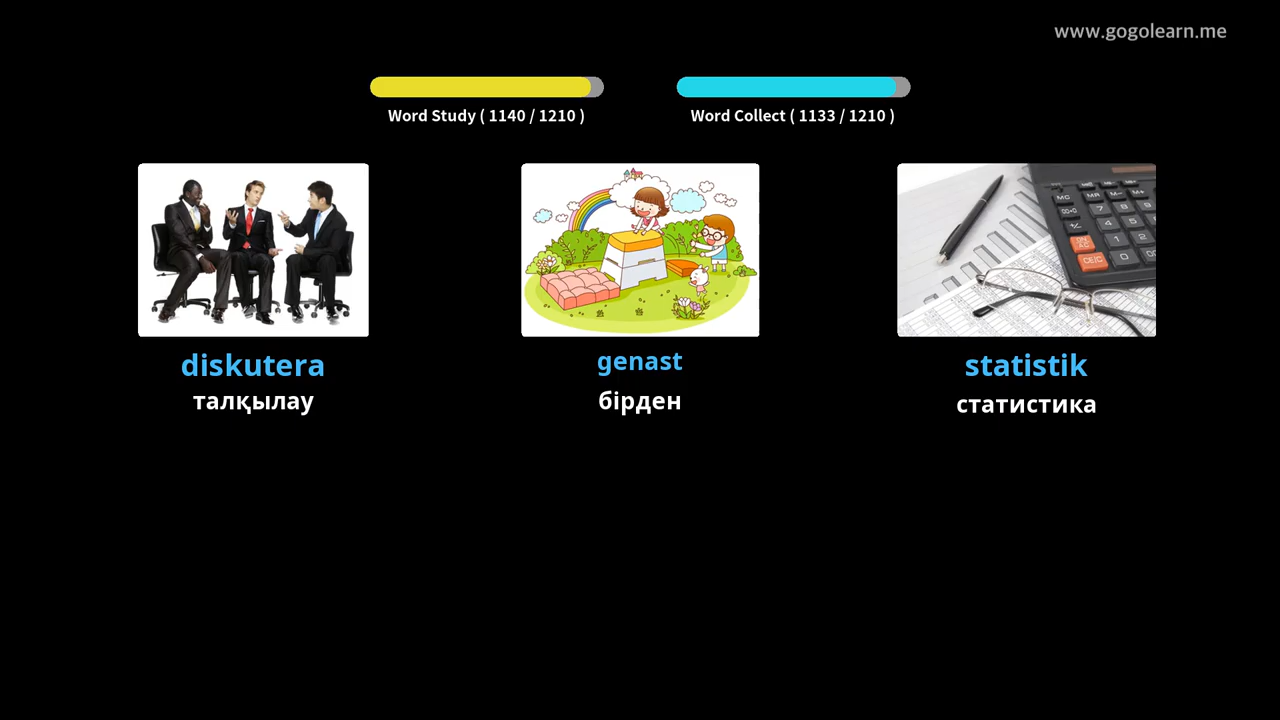 www.gogolearn.me
Word Study ( 1140 / 1210 )
Word Collect ( 1133 / 1210 )
diskutera
genast
statistik
талқылау
бірден
статистика